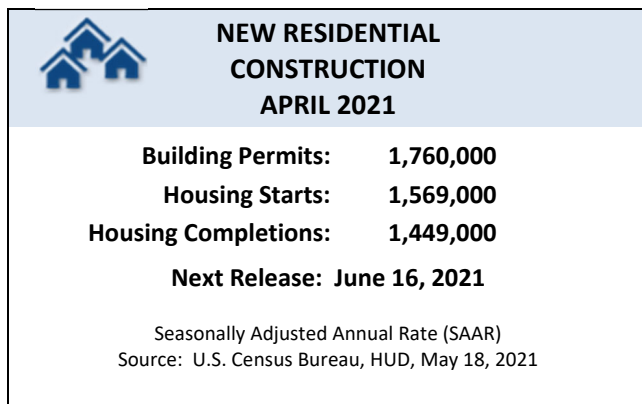 NEW RESIDENTIAL
CONSTRUCTION
APRIL 2021
Building Permits: 1,760,000
Housing Starts: 1,569,000
Housing Completions: 1,449,000
Next Release: June 16, 2021
Seasonally Adjusted Annual Rate (SAAR)
Source: U.S. Census Bureau, HUD, May 18, 2021